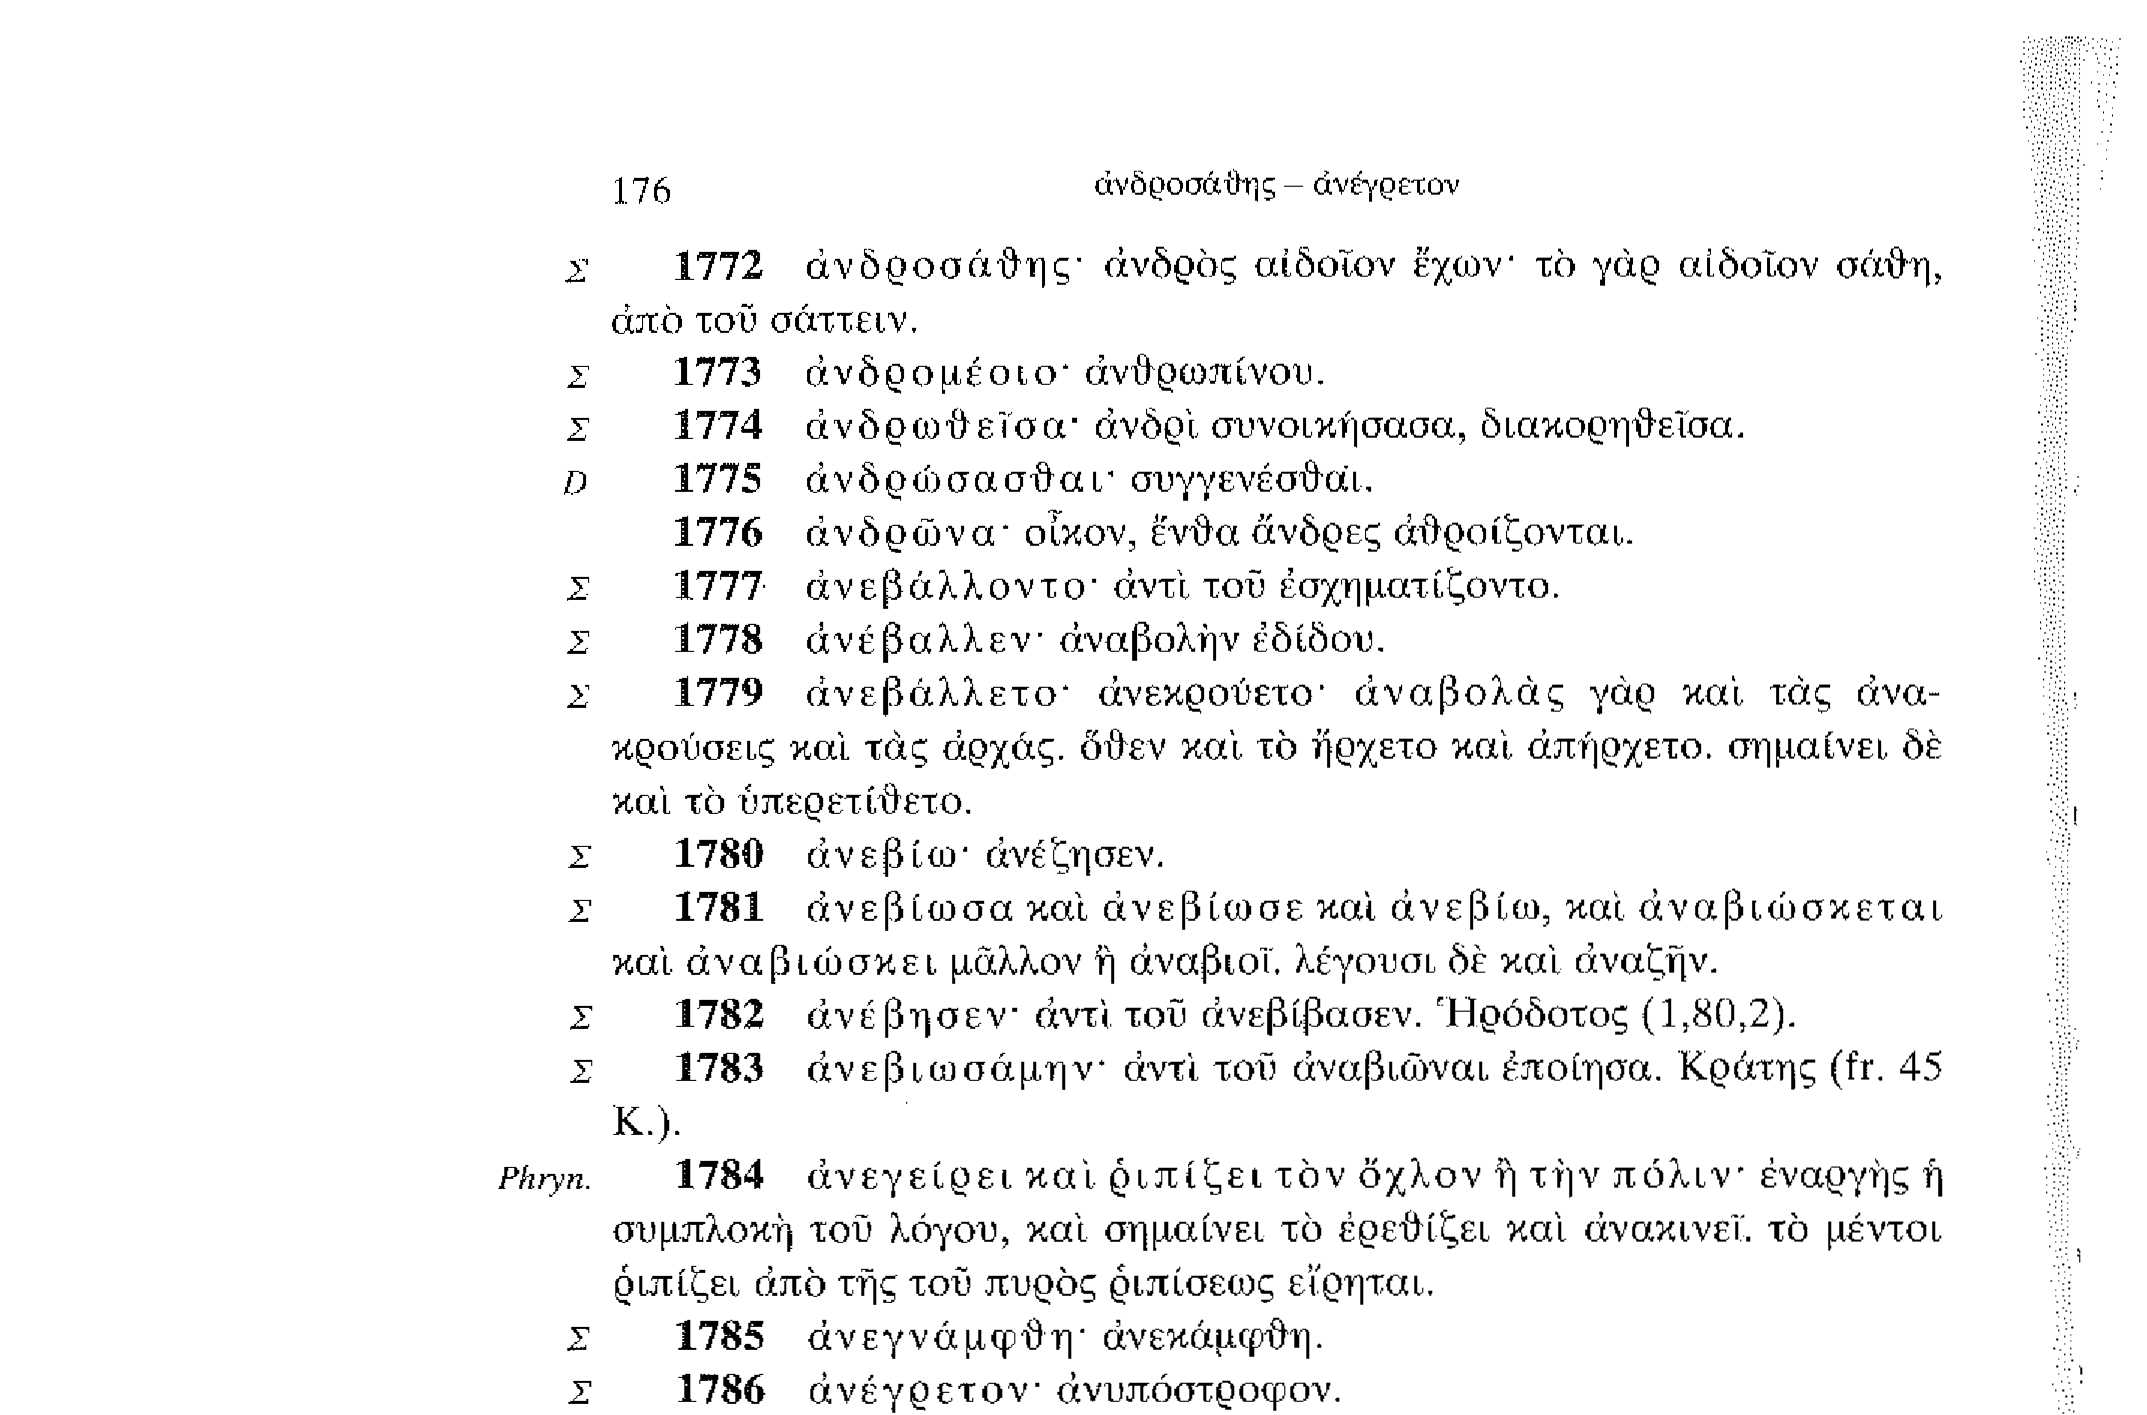 176 ἀνδροσάθης – ἀνέγρετον
Σ 1772 ἀνδροσάθης· ἀνδρὸς αἰδοῖον ἔχων· τὸ γὰρ αἰδοῖον σάθη,
ἀπὸ τοῦ σάττειν.
Σ 1773 ἀνδρομέοιο· ἀνθρωπίνου.
Σ 1774 ἀνδρωθεῖσα· ἀνδρὶ συνοικήσασα, διακορηθεῖσα.
D 1775 ἀνδρώσασθαι· συγγενέσθαι.
1776 ἀνδρῶνα· οἶκον, ἔνθα ἄνδρες ἀθροίζονται.
Σ 1777 ἀνεβάλλοντο· ἀντὶ τοῦ ἐσχηματίζοντο.
Σ 1778 ἀνέβαλλεν· ἀναβολὴν ἐδίδου.
Σ 1779 ἀνεβάλλετο· ἀνεκρούετο· ἀναβολὰς γὰρ καὶ τὰς ἀνα-
κρούσεις καὶ τὰς ἀρχάς. ὅθεν καὶ τὸ ἤρχετο καὶ ἀπήρχετο. σημαίνει δὲ
καὶ τὸ ὑπερετίθετο.
Σ 1780 ἀνεβίω· ἀνέζησεν.
Σ 1781 ἀνεβίωσα καὶ ἀνεβίωσε καὶ ἀνεβίω, καὶ ἀναβιώσκεται
καὶ ἀναβιώσκει μᾶλλον ἢ ἀναβιοῖ. λέγουσι δὲ καὶ ἀναζῆν.
Σ 1782 ἀνέβησεν· ἀντὶ τοῦ ἀνεβίβασεν. Ἡρόδοτος (1,80,2).
Σ 1783 ἀνεβιωσάμην· ἀντὶ τοῦ ἀναβιῶναι ἐποίησα. Κράτης (fr. 45
K.).
Phryn. 1784 ἀνεγείρει καὶ ῥιπίζει τὸν ὄχλον ἢ τὴν πόλιν· ἐναργὴς ἡ
συμπλοκὴ τοῦ λόγου, καὶ σημαίνει τὸ ἐρεθίζει καὶ ἀνακινεῖ. τὸ μέντοι
ῥιπίζει ἀπὸ τῆς τοῦ πυρὸς ῥιπίσεως εἴρηται.
Σ 1785 ἀνεγνάμφθη· ἀνεκάμφθη.
Σ 1786 ἀνέγρετον· ἀνυπόστροφον.